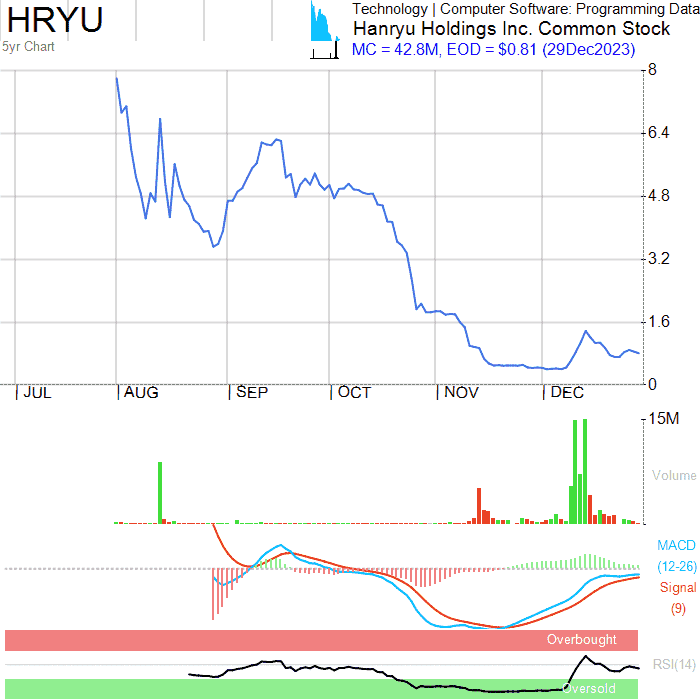 HRYU
5yr Chart
Technology | Computer Software: Programming Data
Hanryu Holdings Inc. Common Stock
MC = 42.8M, EOD = $0.81 (29Dec2023)
8
6.4
4.8
3.2
1.6
0
JUL AUG SEP OCT NOV DEC
15M
Volume
MACD
(12-26)
Signal
(9)
Overbought
RSI(14)
Oversold